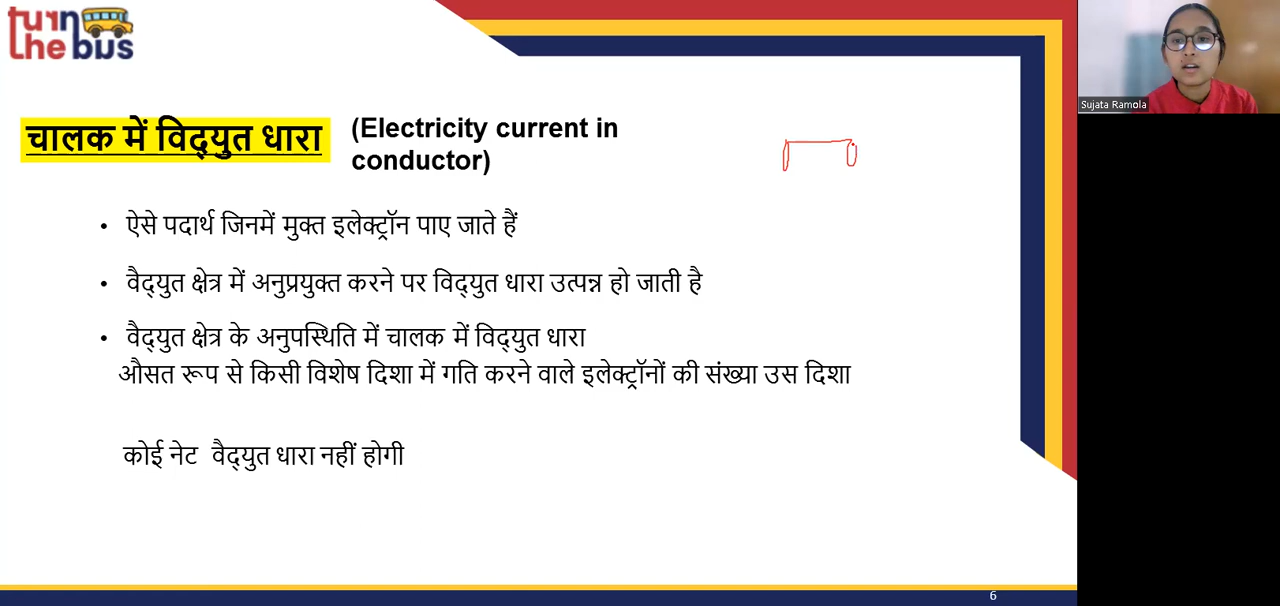 turn
the bus
Sujata Ramola
चालक में विद्युत धारा
(Electricity current in
conductor)
• ऐसे पदार्थ जिनमें मुक्त इलेक्ट्रॉन पाए जाते हैं
• वैद्युत क्षेत्र में अनुप्रयुक्त करने पर विद्युत धारा उत्पन्न हो जाती है
• वैद्युत क्षेत्र के अनुपस्थिति में चालक में विद्युत धारा
औसत रूप से किसी विशेष दिशा में गति करने वाले इलेक्ट्रॉनों की संख्या उस दिशा
कोई नेट वैद्युत धारा नहीं होगी
6